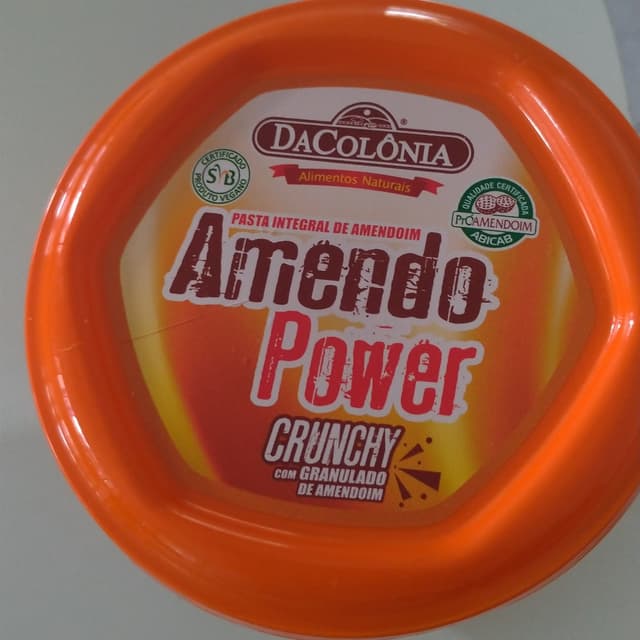 DACOLÔNIA
®
Alimentos Naturais
CERTIFICADO
SVB
PRODUTO VEGANO
QUALIDADE CERTIFICADA
PróAMENDOIM
ABICAB
PASTA INTEGRAL DE AMENDOIM
Amendo
Power
CRUNCHY
COM GRANULADO
DE AMENDOIM